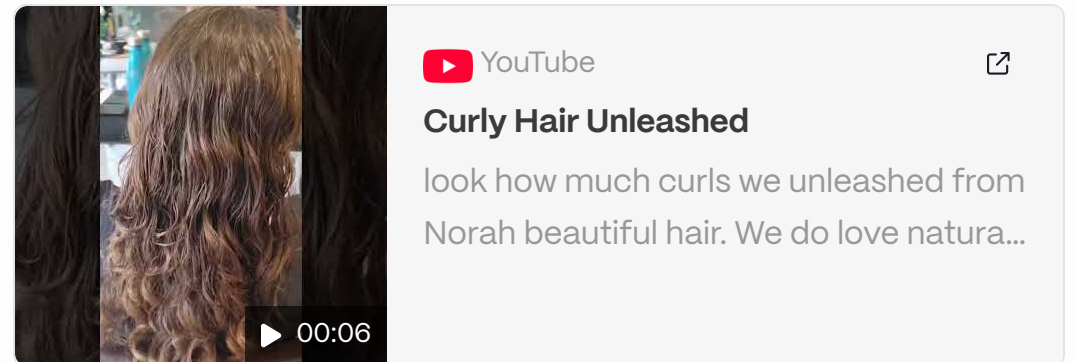 YouTube
Curly Hair Unleashed
look how much curls we unleashed from
Norah beautiful hair. We do love natura...
00:06